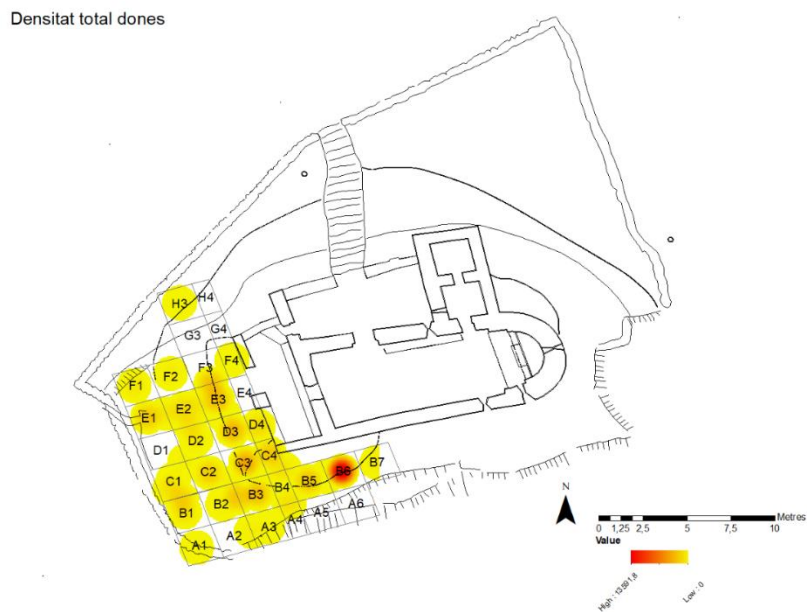 Densitat total dones
H3 H4
G3 G4
F1 F2 F3 F4
E1 E2 E3 E4
D1 D2 D3 D4
C1 C2 C3 C4
B1 B2 B3 B4 B5 B6 B7
A1 A2 A3 A4 A5 A6
N
Metres
0 1,25 2,5 5 7,5 10
Value
High : 13591,8
Low : 0